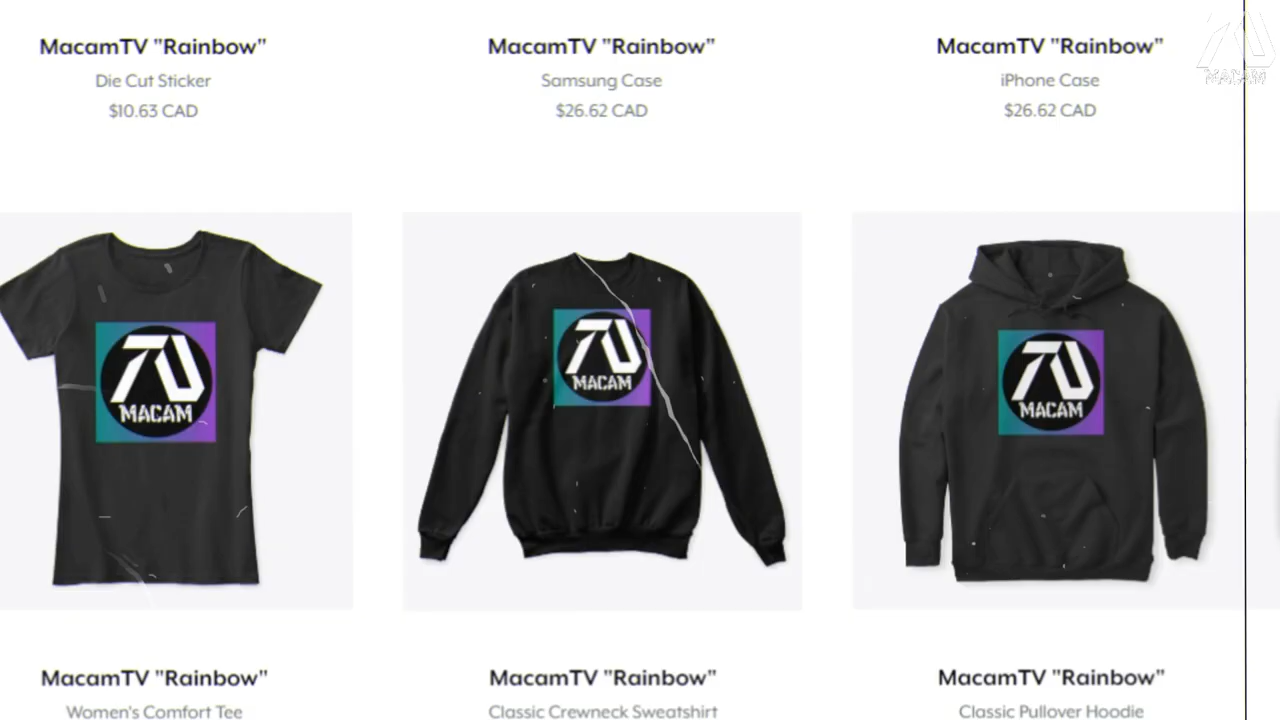 MacamTV "Rainbow"
Die Cut Sticker
$10.63 CAD
MacamTV "Rainbow"
Samsung Case
$26.62 CAD
MacamTV "Rainbow"
iPhone Case
$26.62 CAD
MACAM
MACAM
MACAM
MACAM
MacamTV "Rainbow"
Women's Comfort Tee
MacamTV "Rainbow"
Classic Crewneck Sweatshirt
MacamTV "Rainbow"
Classic Pullover Hoodie